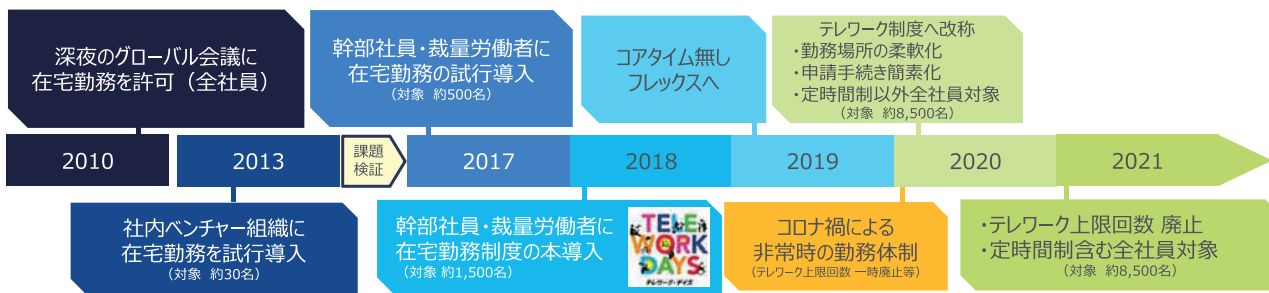 深夜のグローバル会議に
在宅勤務を許可（全社員）
幹部社員・裁量労働者に
在宅勤務の試行導入
（対象 約500名）
コアタイム無し
フレックスへ
テレワーク制度へ改称
・勤務場所の柔軟化
・申請手続き簡素化
・定時間制以外全社員対象
（対象 約8,500名）
2010
2013
課題
検証
2017
2018
2019
2020
2021
社内ベンチャー組織に
在宅勤務を試行導入
（対象 約30名）
幹部社員・裁量労働者に
在宅勤務制度の本導入
（対象 約1,500名）
TELE
WORK
DAYS
テレワーク・デイズ
コロナ禍による
非常時の勤務体制
（テレワーク上限回数 一時廃止等）
・テレワーク上限回数 廃止
・定時間制含む全社員対象
（対象 約8,500名）